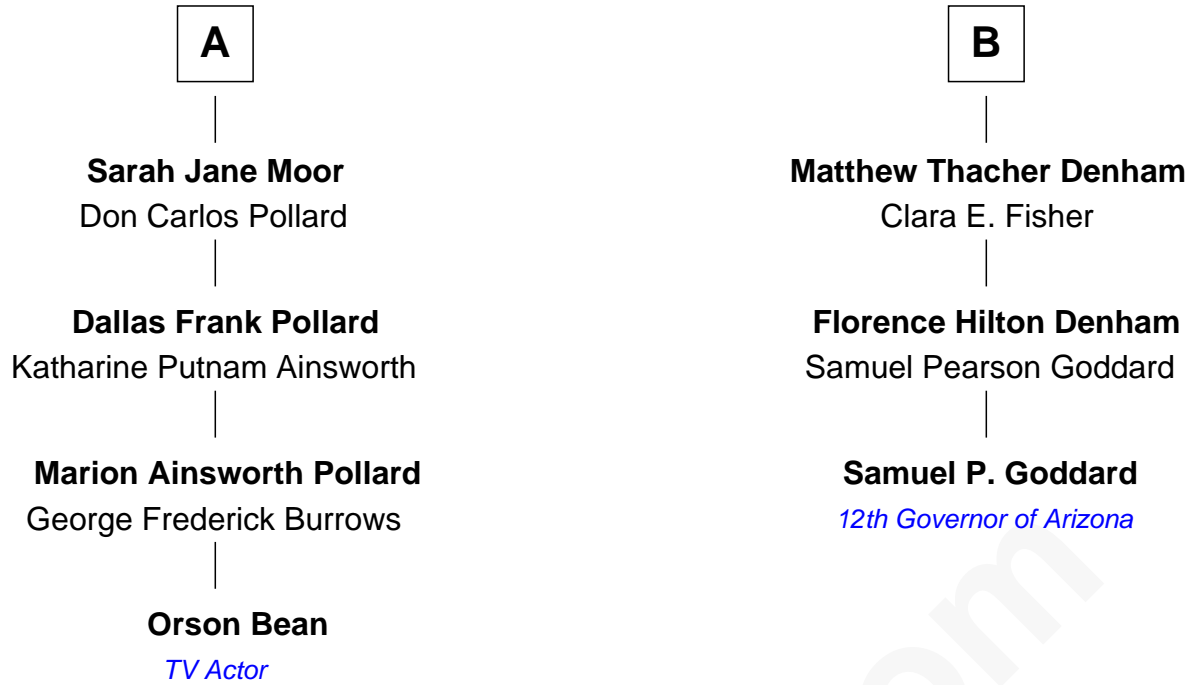 A
Sarah Jane Moor
Don Carlos Pollard
Dallas Frank Pollard
Katharine Putnam Ainsworth
Marion Ainsworth Pollard
George Frederick Burrows
Orson Bean
TV Actor
B
Matthew Thacher Denham
Clara E. Fisher
Florence Hilton Denham
Samuel Pearson Goddard
Samuel P. Goddard
12th Governor of Arizona
om